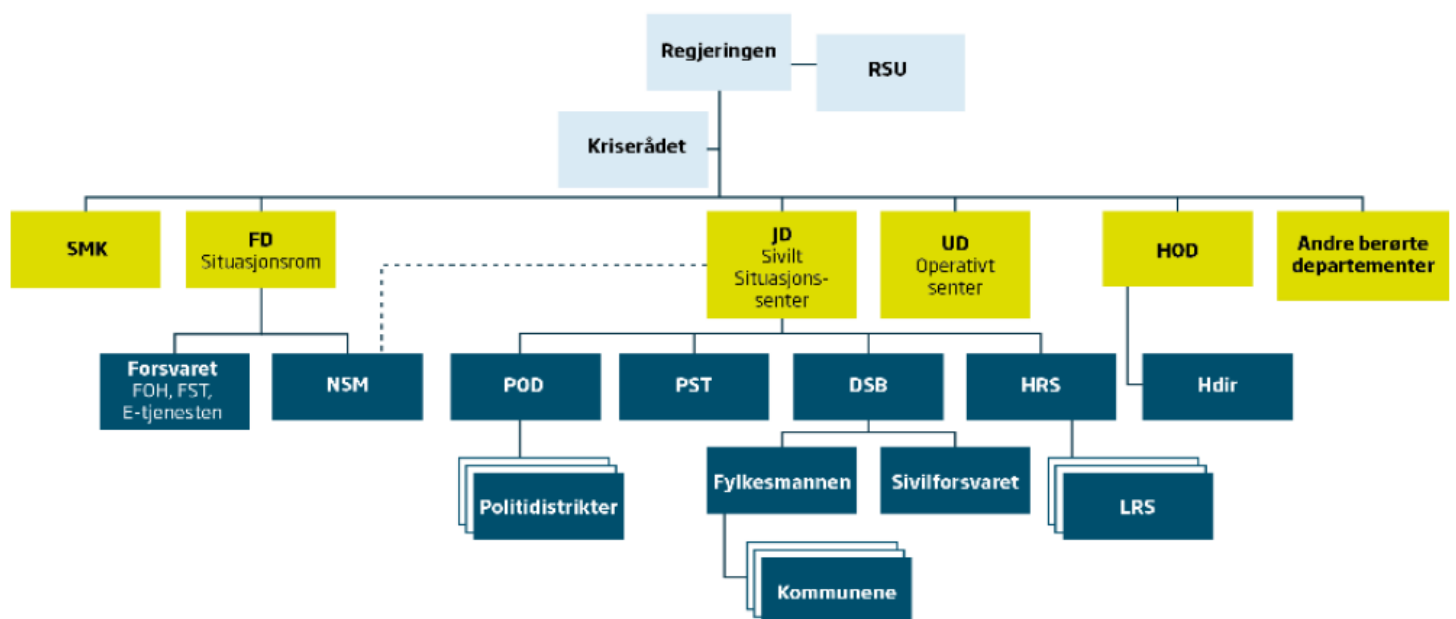 Regjeringen
RSU
Kriserådet
SMK
FD
Situasjonsrom
JD
Sivilt
Situasjons-
senter
UD
Operativt
senter
HOD
Andre berørte
departementer
Forsvaret
FOH, FST,
E-tjenesten
NSM
POD
PST
DSB
HRS
Hdir
Politidistrikter
Fylkesmannen
Sivilforsvaret
LRS
Kommunene